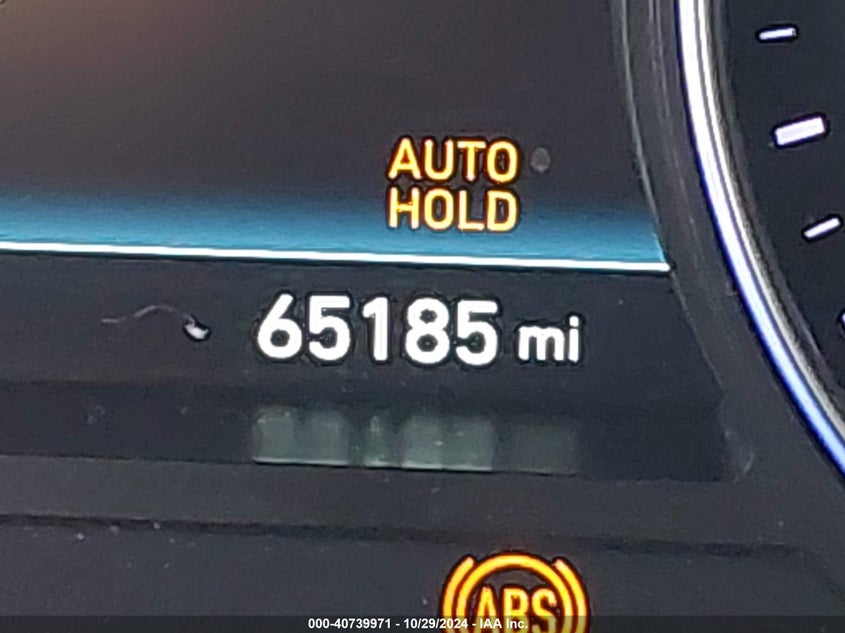 AUTO
HOLD
65185 mi
ABS
000-40739971 - 10/29/2024 - IAA Inc.